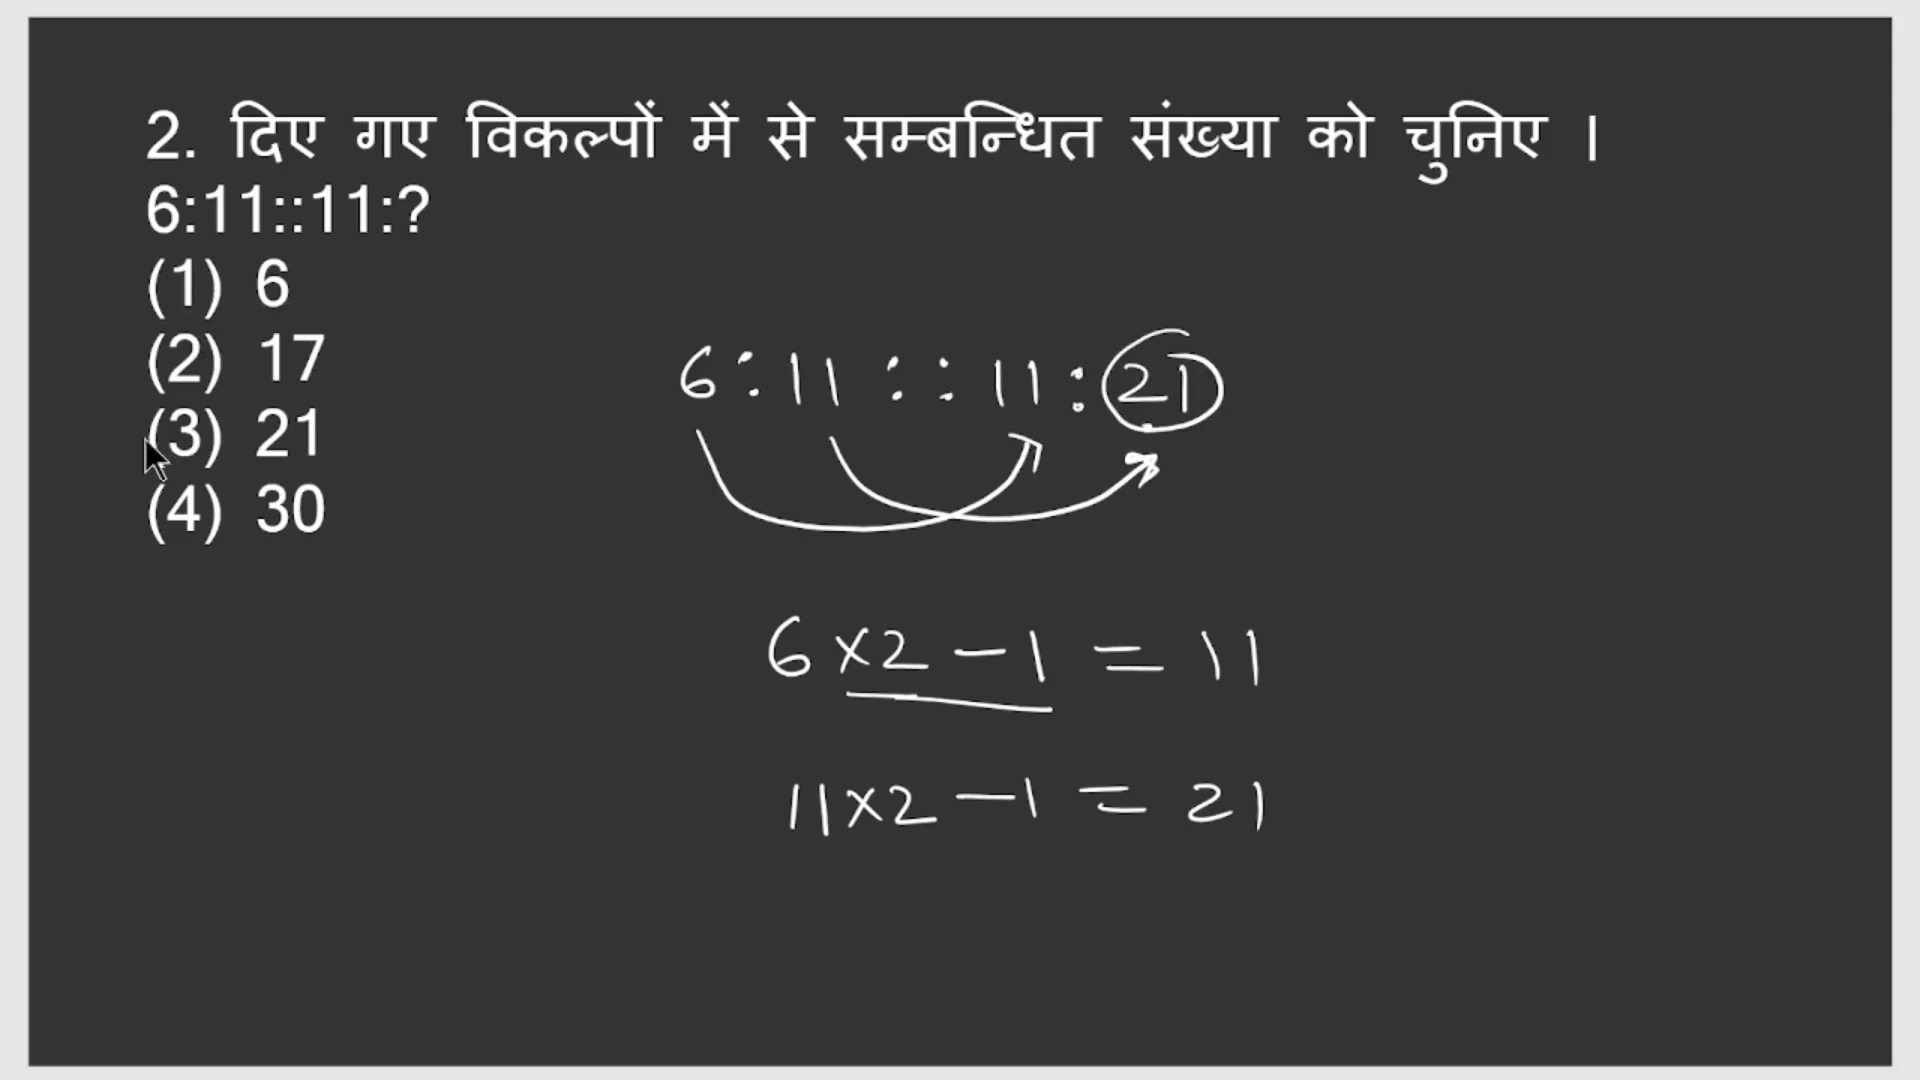 2. दिए गए विकल्पों में से सम्बन्धित संख्या को चुनिए ।
6:11::11:?
(1) 6
(2) 17
(3) 21
(4) 30
6 : 11 : : 11 : 21
6 x 2 - 1 = 11
11 x 2 - 1 = 21